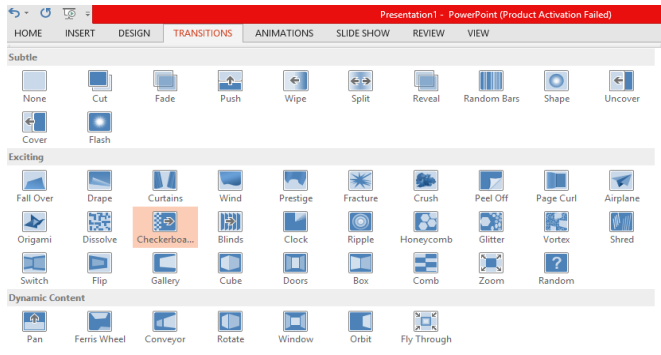 Presentation1 - PowerPoint (Product Activation Failed)
HOME INSERT DESIGN TRANSITIONS ANIMATIONS SLIDE SHOW REVIEW VIEW
Subtle
None Cut Fade Push Wipe Split Reveal Random Bars Shape Uncover
Cover Flash
Exciting
Fall Over Drape Curtains Wind Prestige Fracture Crush Peel Off Page Curl Airplane
Origami Dissolve Checkerboa... Blinds Clock Ripple Honeycomb Glitter Vortex Shred
Switch Flip Gallery Cube Doors Box Comb Zoom Random
Dynamic Content
Pan Ferris Wheel Conveyor Rotate Window Orbit Fly Through